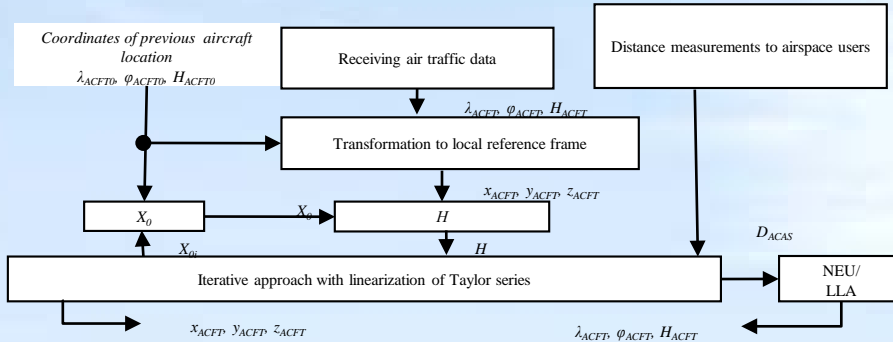 Coordinates of previous aircraft
location
λACFT0, φACFT0, HACFT0
Receiving air traffic data
Distance measurements to airspace users
λACFT, φACFT, HACFT
Transformation to local reference frame
xACFT, yACFT, zACFT
X0
X0
H
X0i
H
DACAS
Iterative approach with linearization of Taylor series
NEU/
LLA
xACFT, yACFT, zACFT
λACFT, φACFT, HACFT